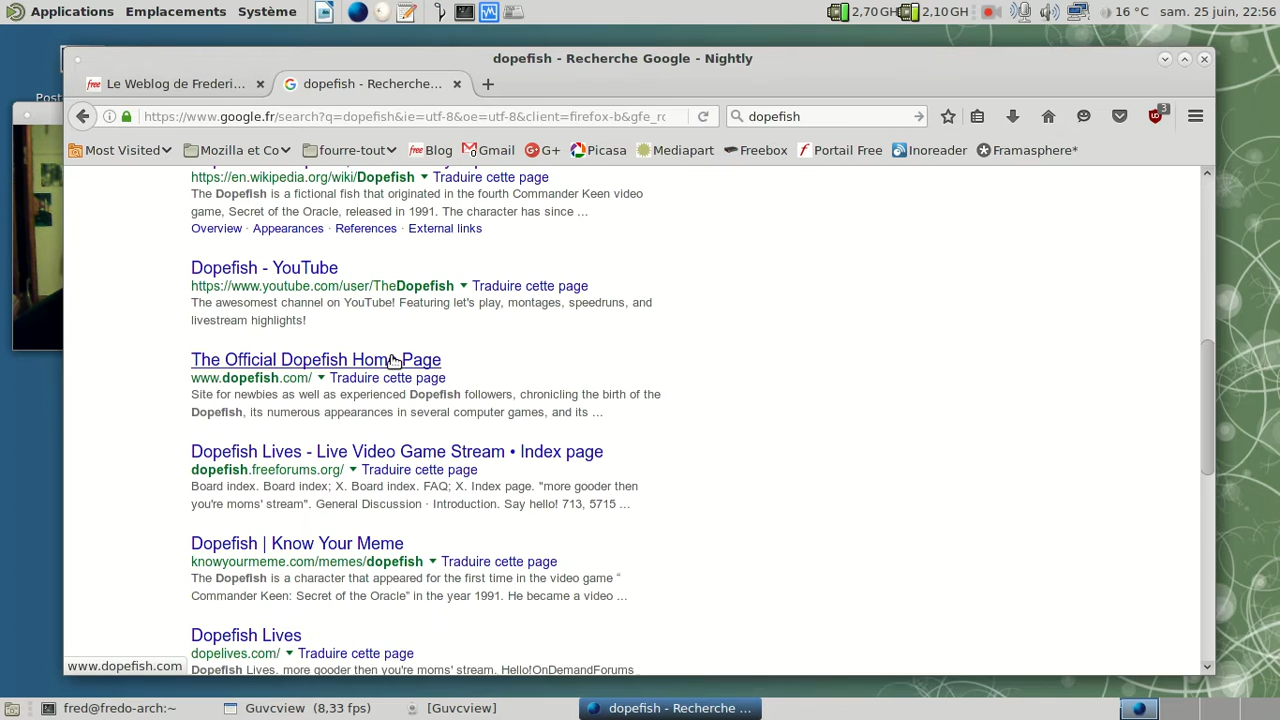 Applications Emplacements Système 2,70 GH 2,10 GH 16 °C sam. 25 juin, 22:56
Post
dopefish - Recherche Google - Nightly
Le Weblog de Frederi... dopefish - Recherche...
https://www.google.fr/search?q=dopefish&ie=utf-8&oe=utf-8&client=firefox-b&gfe_rc dopefish 3
Most Visited Mozilla et Co fourre-tout Blog Gmail G+ Picasa Mediapart Freebox Portail Free Inoreader Framasphere*
https://en.wikipedia.org/wiki/Dopefish Traduire cette page
The Dopefish is a fictional fish that originated in the fourth Commander Keen video
game, Secret of the Oracle, released in 1991. The character has since ...
Overview · Appearances · References · External links
Dopefish - YouTube
https://www.youtube.com/user/TheDopefish Traduire cette page
The awesomest channel on YouTube! Featuring let's play, montages, speedruns, and
livestream highlights!
The Official Dopefish Home Page
www.dopefish.com/ Traduire cette page
Site for newbies as well as experienced Dopefish followers, chronicling the birth of the
Dopefish, its numerous appearances in several computer games, and its ...
Dopefish Lives - Live Video Game Stream • Index page
dopefish.freeforums.org/ Traduire cette page
Board index. Board index; X. Board index. FAQ; X. Index page. "more gooder then
you're moms' stream". General Discussion · Introduction. Say hello! 713, 5715 ...
Dopefish | Know Your Meme
knowyourmeme.com/memes/dopefish Traduire cette page
The Dopefish is a character that appeared for the first time in the video game “
Commander Keen: Secret of the Oracle” in the year 1991. He became a video ...
Dopefish Lives
dopelives.com/ Traduire cette page
Dopefish Lives. more gooder then you're moms' stream. Hello!OnDemandForums
www.dopefish.com
fred@fredo-arch:~ Guvcview (8,33 fps) [Guvcview] dopefish - Recherche ...